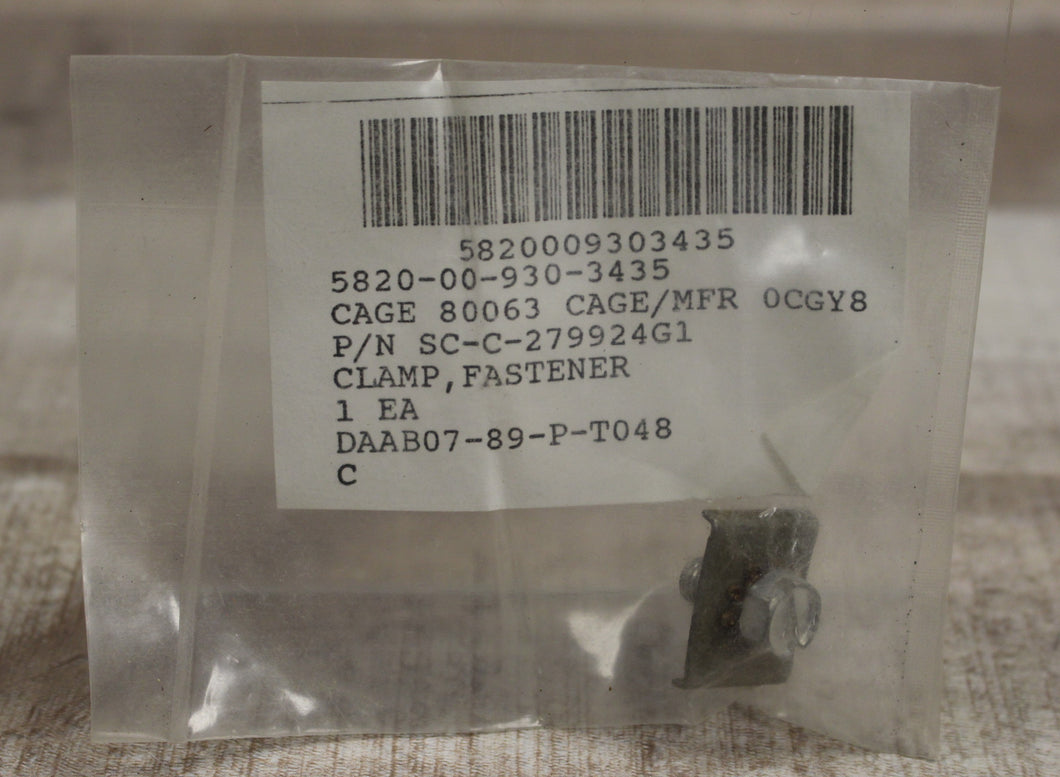 5820009303435
5820-00-930-3435
CAGE 80063 CAGE/MFR 0CGY8
P/N SC-C-279924G1
CLAMP,FASTENER
1 EA
DAAB07-89-P-T048
C